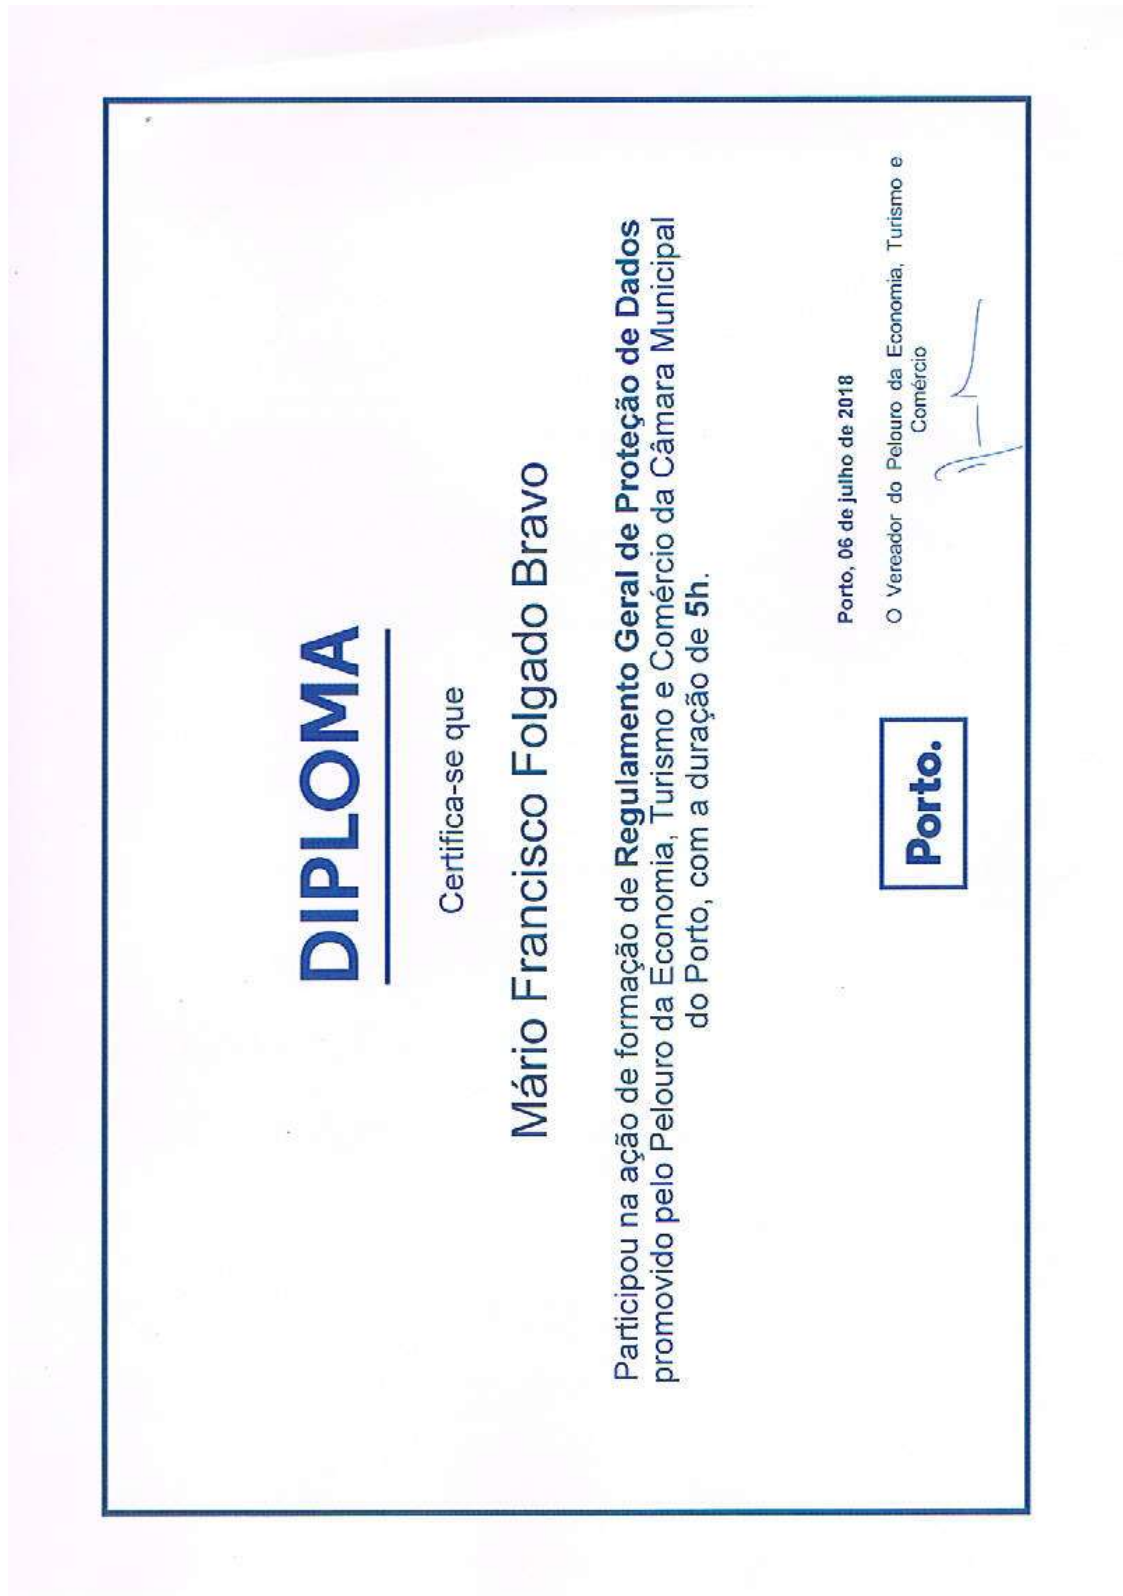 DIPLOMA
Certifica-se que
Mário Francisco Folgado Bravo
Participou na ação de formação de Regulamento Geral de Proteção de Dados
promovido pelo Pelouro da Economia, Turismo e Comércio da Câmara Municipal
do Porto, com a duração de 5h.
Porto, 06 de julho de 2018
O Vereador do Pelouro da Economia, Turismo e
Comércio
Porto.